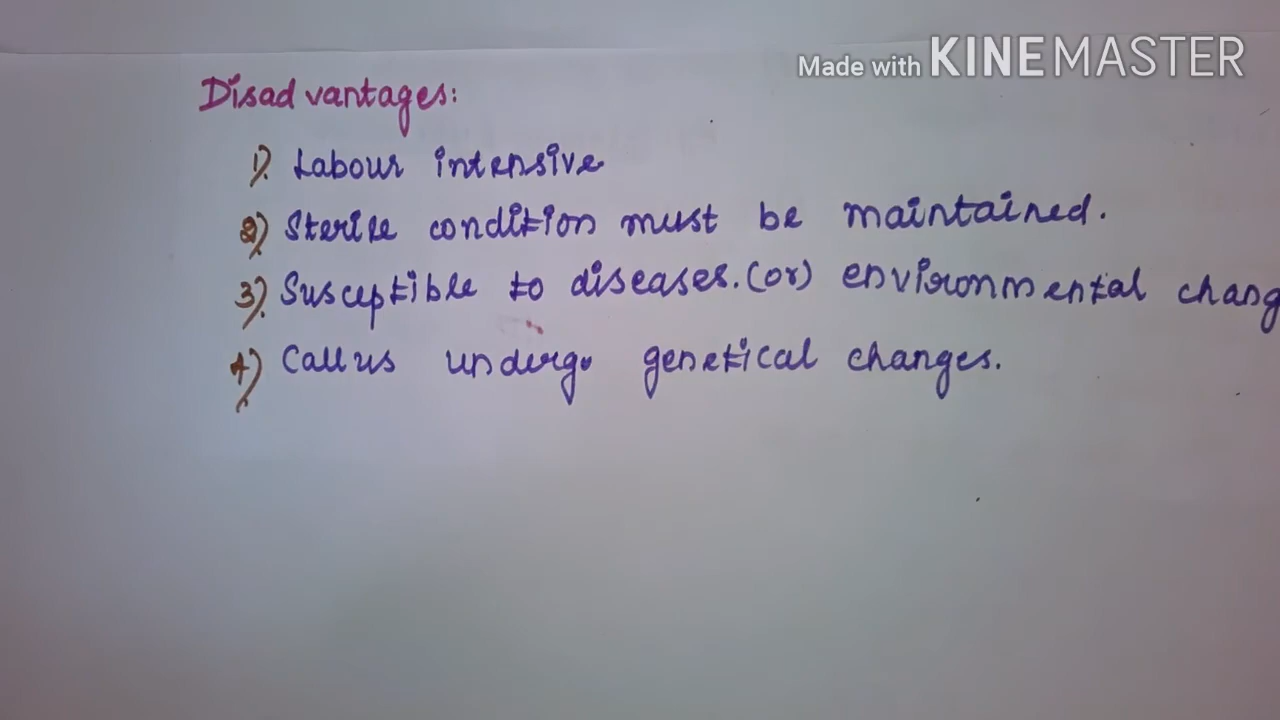 Made with KINEMASTER
Disadvantages:
1). Labour intensive
2) Sterile condition must be maintained.
3). Susceptible to diseases. (or) environmental chang
4) Callus undergo genetical changes.